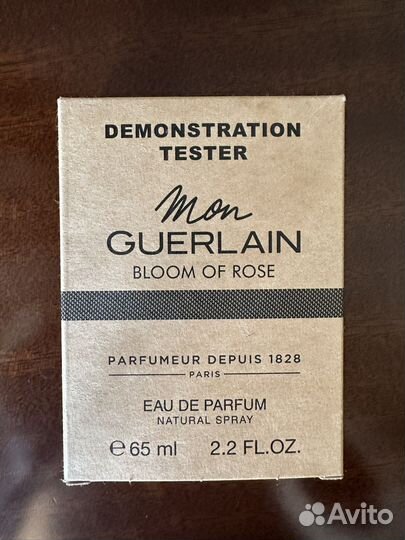 DEMONSTRATION
TESTER
Mon
GUERLAIN
BLOOM OF ROSE
PARFUMEUR DEPUIS 1828
PARIS
EAU DE PARFUM
NATURAL SPRAY
℮ 65 ml 2.2 FL.OZ.
Avito